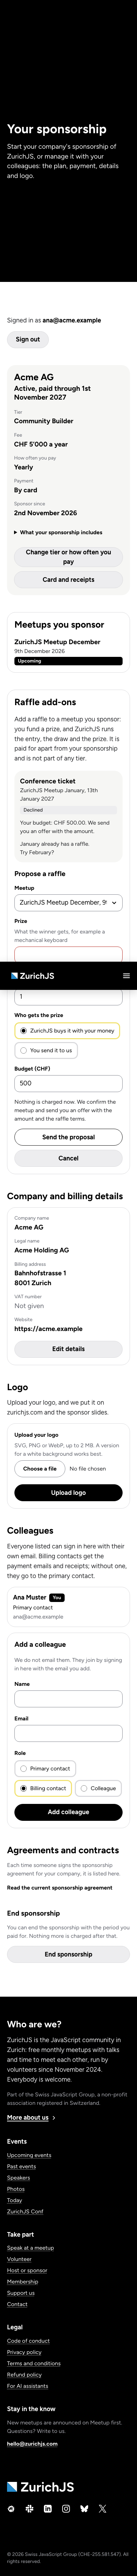 Your sponsorship
Start your company's sponsorship of
ZurichJS, or manage it with your
colleagues: the plan, payment, details
and logo.
Signed in as ana@acme.example
Sign out
Acme AG
Active, paid through 1st
November 2027
Tier
Community Builder
Fee
CHF 5'000 a year
How often you pay
Yearly
Payment
By card
Sponsor since
2nd November 2026
What your sponsorship includes
Change tier or how often you
pay
Card and receipts
Meetups you sponsor
ZurichJS Meetup December
9th December 2026
Upcoming
Raffle add-ons
Add a raffle to a meetup you sponsor:
you fund the prize, and ZurichJS runs
the entry, the draw and the prize. It is
paid for apart from your sponsorship
and is not part of any tier.
Conference ticket
ZurichJS Meetup January, 13th
January 2027
Declined
Your budget: CHF 500.00. We send
you an offer with the amount.
January already has a raffle.
Try February?
Propose a raffle
Meetup
ZurichJS Meetup December, 9t
Prize
What the winner gets, for example a
mechanical keyboard
ZurichJS
1
Who gets the prize
ZurichJS buys it with your money
You send it to us
Budget (CHF)
500
Nothing is charged now. We confirm the
meetup and send you an offer with the
amount and the raffle terms.
Send the proposal
Cancel
Company and billing details
Company name
Acme AG
Legal name
Acme Holding AG
Billing address
Bahnhofstrasse 1
8001 Zurich
VAT number
Not given
Website
https://acme.example
Edit details
Logo
Upload your logo, and we put it on
zurichjs.com and the sponsor slides.
Upload your logo
SVG, PNG or WebP, up to 2 MB. A version
for a white background works best.
Choose a file
No file chosen
Upload logo
Colleagues
Everyone listed can sign in here with their
own email. Billing contacts get the
payment emails and receipts; without one,
they go to the primary contact.
Ana Muster You
Primary contact
ana@acme.example
Add a colleague
We do not email them. They join by signing
in here with the email you add.
Name
Email
Role
Primary contact
Billing contact
Colleague
Add colleague
Agreements and contracts
Each time someone signs the sponsorship
agreement for your company, it is listed here.
Read the current sponsorship agreement
End sponsorship
You can end the sponsorship with the period you
paid for. Nothing more is charged after that.
End sponsorship
Who are we?
ZurichJS is the JavaScript community in
Zurich: free monthly meetups with talks
and time to meet each other, run by
volunteers since November 2024.
Everybody is welcome.
Part of the Swiss JavaScript Group, a non-profit
association registered in Switzerland.
More about us
Events
Upcoming events
Past events
Speakers
Photos
Today
ZurichJS Conf
Take part
Speak at a meetup
Volunteer
Host or sponsor
Membership
Support us
Contact
Legal
Code of conduct
Privacy policy
Terms and conditions
Refund policy
For AI assistants
Stay in the know
New meetups are announced on Meetup first.
Questions? Write to us.
hello@zurichjs.com
ZurichJS
© 2026 Swiss JavaScript Group (CHE-255.581.547). All
rights reserved.